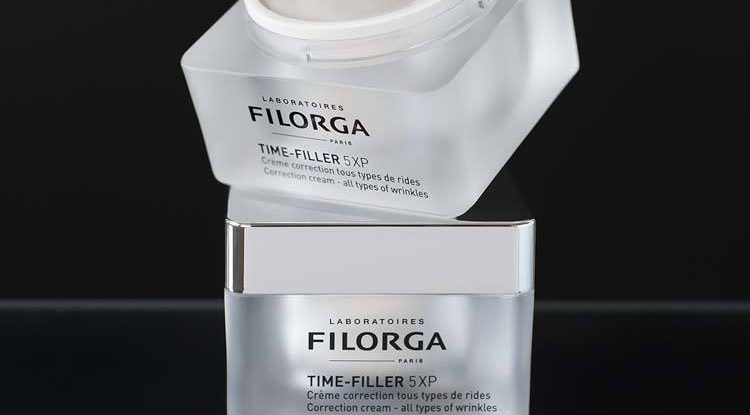 LABORATOIRES
FILORGA
PARIS
TIME-FILLER 5XP
Crème correction tous types de rides
Correction cream - all types of wrinkles
LABORATOIRES
FILORGA
PARIS
TIME-FILLER 5XP
Crème correction tous types de rides
Correction cream - all types of wrinkles